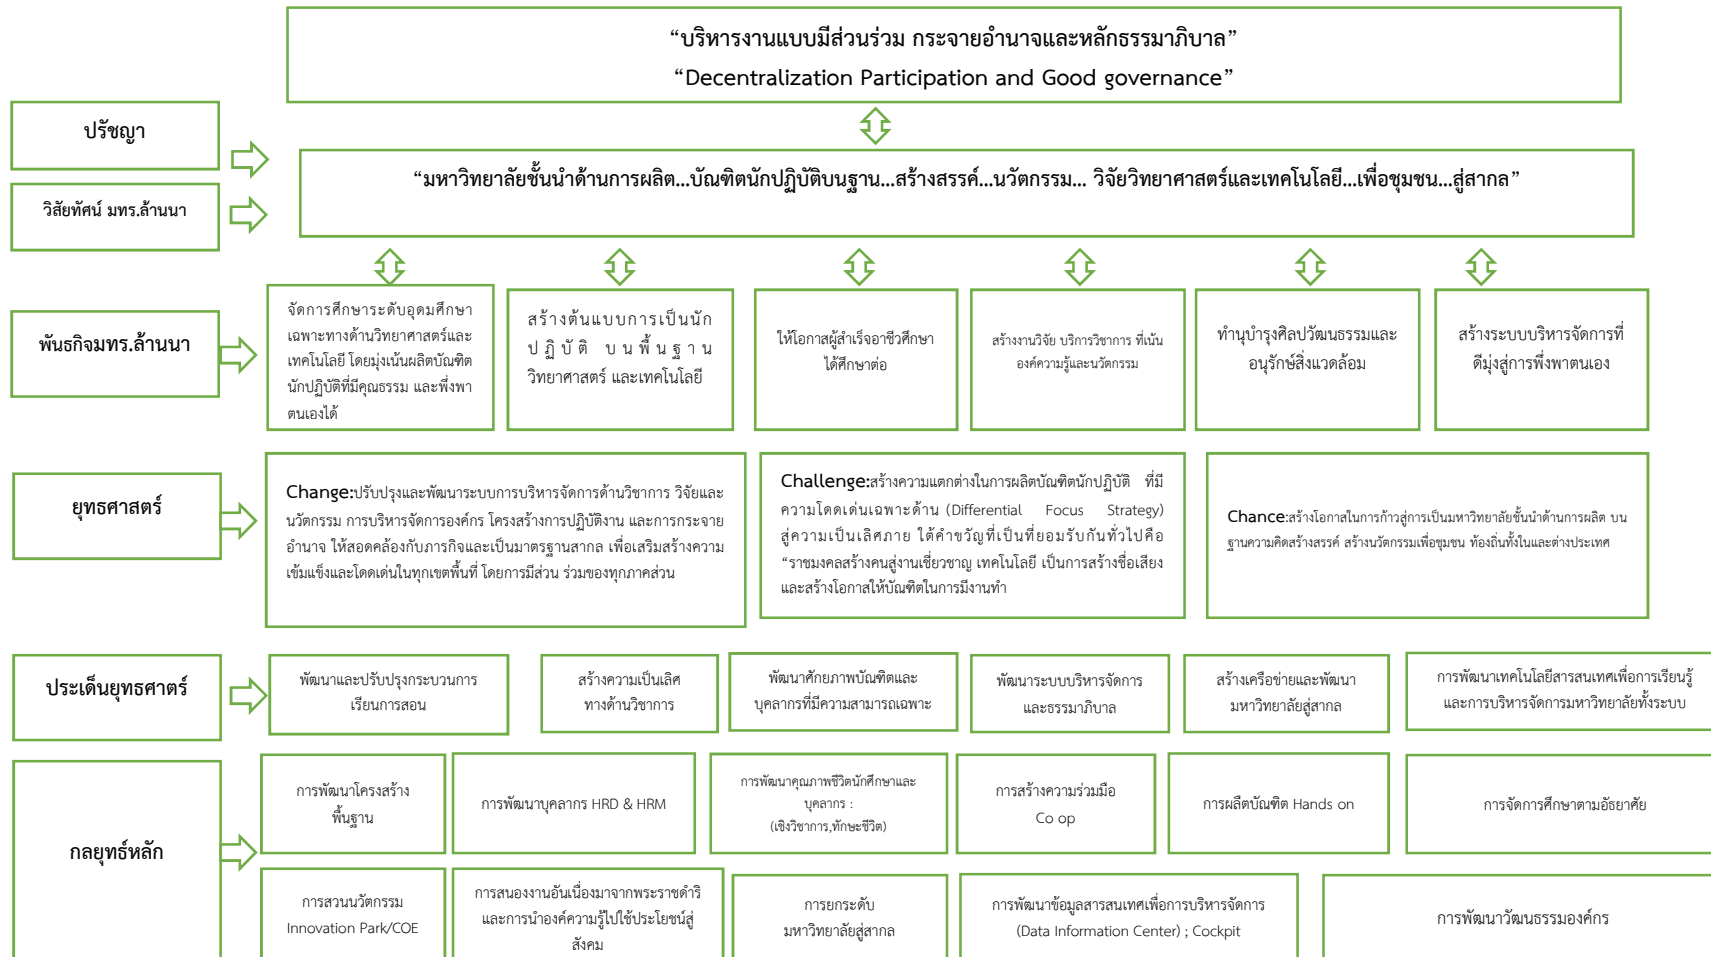 “บริหารงานแบบมีส่วนร่วม กระจายอำนาจและหลักธรรมาภิบาล”
“Decentralization Participation and Good governance”
ปรัชญา
วิสัยทัศน์ มทร.ล้านนา
“มหาวิทยาลัยชั้นนำด้านการผลิต...บัณฑิตนักปฏิบัติบนฐาน...สร้างสรรค์...นวัตกรรม... วิจัยวิทยาศาสตร์และเทคโนโลยี...เพื่อชุมชน...สู่สากล”
พันธกิจมทร.ล้านนา
จัดการศึกษาระดับอุดมศึกษา
เฉพาะทางด้านวิทยาศาสตร์และ
เทคโนโลยี โดยมุ่งเน้นผลิตบัณฑิต
นักปฏิบัติที่มีคุณธรรม และพึ่งพา
ตนเองได้
สร้างต้นแบบการเป็นนัก
ปฏิบัติ บนพื้นฐาน
วิทยาศาสตร์ และเทคโนโลยี
ให้โอกาสผู้สำเร็จอาชีวศึกษา
ได้ศึกษาต่อ
สร้างงานวิจัย บริการวิชาการ ที่เน้น
องค์ความรู้และนวัตกรรม
ทำนุบำรุงศิลปวัฒนธรรมและ
อนุรักษ์สิ่งแวดล้อม
สร้างระบบบริหารจัดการที่
ดีมุ่งสู่การพึ่งพาตนเอง
ยุทธศาสตร์
Change:ปรับปรุงและพัฒนาระบบการบริหารจัดการด้านวิชาการ วิจัยและ
นวัตกรรม การบริหารจัดการองค์กร โครงสร้างการปฏิบัติงาน และการกระจาย
อำนาจ ให้สอดคล้องกับภารกิจและเป็นมาตรฐานสากล เพื่อเสริมสร้างความ
เข้มแข็งและโดดเด่นในทุกเขตพื้นที่ โดยการมีส่วน ร่วมของทุกภาคส่วน
Challenge:สร้างความแตกต่างในการผลิตบัณฑิตนักปฏิบัติ ที่มี
ความโดดเด่นเฉพาะด้าน (Differential Focus Strategy)
สู่ความเป็นเลิศภาย ใต้คำขวัญที่เป็นที่ยอมรับกันทั่วไปคือ
“ราชมงคลสร้างคนสู่งานเชี่ยวชาญ เทคโนโลยี เป็นการสร้างชื่อเสียง
และสร้างโอกาสให้บัณฑิตในการมีงานทำ
Chance:สร้างโอกาสในการก้าวสู่การเป็นมหาวิทยาลัยชั้นนำด้านการผลิต บน
ฐานความคิดสร้างสรรค์ สร้างนวัตกรรมเพื่อชุมชน ท้องถิ่นทั้งในและต่างประเทศ
ประเด็นยุทธศาตร์
พัฒนาและปรับปรุงกระบวนการ
เรียนการสอน
สร้างความเป็นเลิศ
ทางด้านวิชาการ
พัฒนาศักยภาพบัณฑิตและ
บุคลากรที่มีความสามารถเฉพาะ
พัฒนาระบบบริหารจัดการ
และธรรมาภิบาล
สร้างเครือข่ายและพัฒนา
มหาวิทยาลัยสู่สากล
การพัฒนาเทคโนโลยีสารสนเทศเพื่อการเรียนรู้
และการบริหารจัดการมหาวิทยาลัยทั้งระบบ
กลยุทธ์หลัก
การพัฒนาโครงสร้าง
พื้นฐาน
การพัฒนาบุคลากร HRD & HRM
การพัฒนาคุณภาพชีวิตนักศึกษาและ
บุคลากร :
(เชิงวิชาการ,ทักษะชีวิต)
การสร้างความร่วมมือ
Co op
การผลิตบัณฑิต Hands on
การจัดการศึกษาตามอัธยาศัย
การสวนนวัตกรรม
Innovation Park/COE
การสนองงานอันเนื่องมาจากพระราชดำริ
และการนำองค์ความรู้ไปใช้ประโยชน์สู่
สังคม
การยกระดับ
มหาวิทยาลัยสู่สากล
การพัฒนาข้อมูลสารสนเทศเพื่อการบริหารจัดการ
(Data Information Center) ; Cockpit
การพัฒนาวัฒนธรรมองค์กร